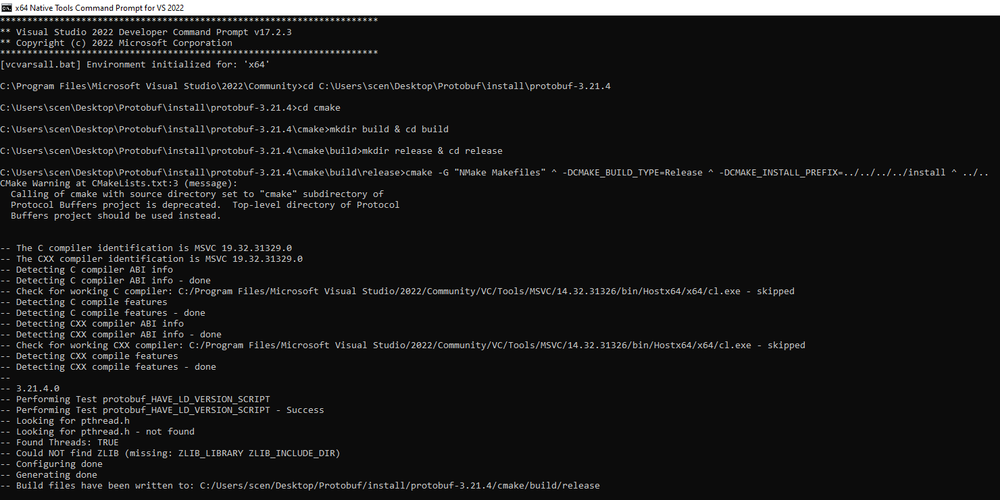 x64 Native Tools Command Prompt for VS 2022
**********************************************************************
** Visual Studio 2022 Developer Command Prompt v17.2.3
** Copyright (c) 2022 Microsoft Corporation
**********************************************************************
[vcvarsall.bat] Environment initialized for: 'x64'
C:\Program Files\Microsoft Visual Studio\2022\Community>cd C:\Users\scen\Desktop\Protobuf\install\protobuf-3.21.4
C:\Users\scen\Desktop\Protobuf\install\protobuf-3.21.4>cd cmake
C:\Users\scen\Desktop\Protobuf\install\protobuf-3.21.4\cmake>mkdir build & cd build
C:\Users\scen\Desktop\Protobuf\install\protobuf-3.21.4\cmake\build>mkdir release & cd release
C:\Users\scen\Desktop\Protobuf\install\protobuf-3.21.4\cmake\build\release>cmake -G "NMake Makefiles" ^ -DCMAKE_BUILD_TYPE=Release ^ -DCMAKE_INSTALL_PREFIX=../../../../install ^ ../..
CMake Warning at CMakeLists.txt:3 (message):
  Calling of cmake with source directory set to "cmake" subdirectory of
  Protocol Buffers project is deprecated.  Top-level directory of Protocol
  Buffers project should be used instead.
-- The C compiler identification is MSVC 19.32.31329.0
-- The CXX compiler identification is MSVC 19.32.31329.0
-- Detecting C compiler ABI info
-- Detecting C compiler ABI info - done
-- Check for working C compiler: C:/Program Files/Microsoft Visual Studio/2022/Community/VC/Tools/MSVC/14.32.31326/bin/Hostx64/x64/cl.exe - skipped
-- Detecting C compile features
-- Detecting C compile features - done
-- Detecting CXX compiler ABI info
-- Detecting CXX compiler ABI info - done
-- Check for working CXX compiler: C:/Program Files/Microsoft Visual Studio/2022/Community/VC/Tools/MSVC/14.32.31326/bin/Hostx64/x64/cl.exe - skipped
-- Detecting CXX compile features
-- Detecting CXX compile features - done
--
-- 3.21.4.0
-- Performing Test protobuf_HAVE_LD_VERSION_SCRIPT
-- Performing Test protobuf_HAVE_LD_VERSION_SCRIPT - Success
-- Looking for pthread.h
-- Looking for pthread.h - not found
-- Found Threads: TRUE
-- Could NOT find ZLIB (missing: ZLIB_LIBRARY ZLIB_INCLUDE_DIR)
-- Configuring done
-- Generating done
-- Build files have been written to: C:/Users/scen/Desktop/Protobuf/install/protobuf-3.21.4/cmake/build/release